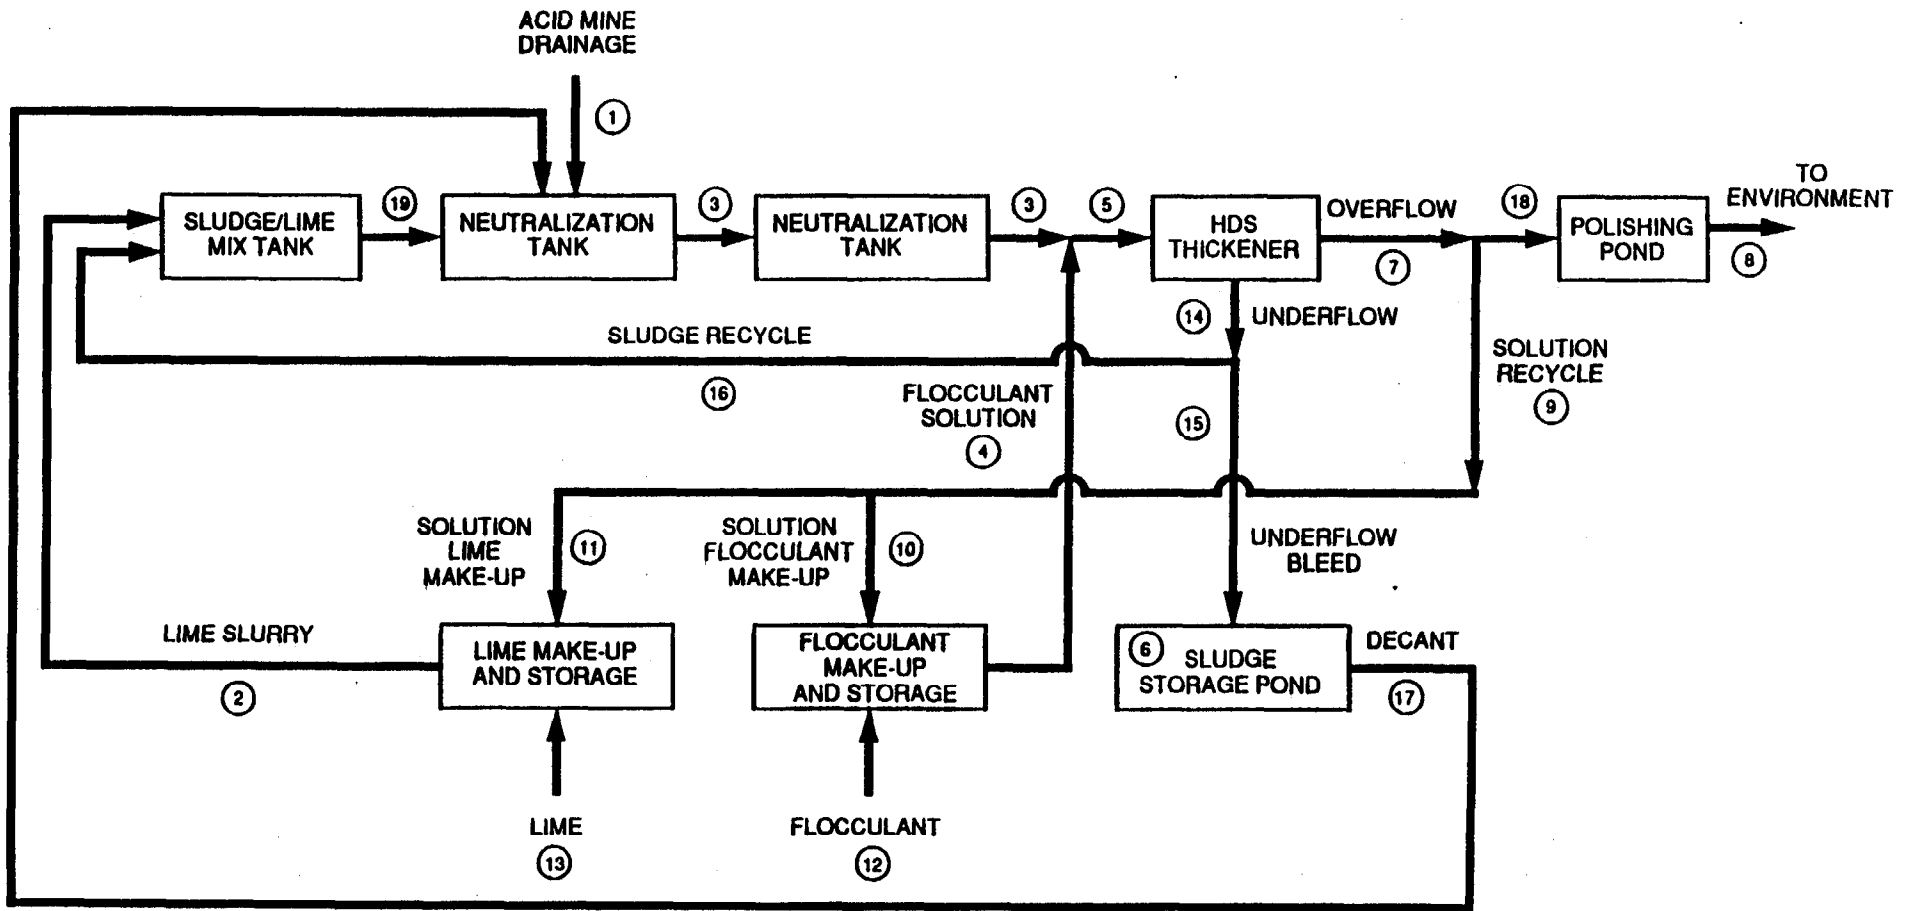 ACID MINE
DRAINAGE
1
SLUDGE/LIME
MIX TANK
19
NEUTRALIZATION
TANK
3
NEUTRALIZATION
TANK
3
5
HDS
THICKENER
OVERFLOW
7
18
POLISHING
POND
TO
ENVIRONMENT
8
14
UNDERFLOW
SLUDGE RECYCLE
16
FLOCCULANT
SOLUTION
4
15
SOLUTION
RECYCLE
9
SOLUTION
LIME
MAKE-UP
11
SOLUTION
FLOCCULANT
MAKE-UP
10
UNDERFLOW
BLEED
LIME SLURRY
2
LIME MAKE-UP
AND STORAGE
FLOCCULANT
MAKE-UP
AND STORAGE
6
SLUDGE
STORAGE POND
DECANT
17
LIME
13
FLOCCULANT
12